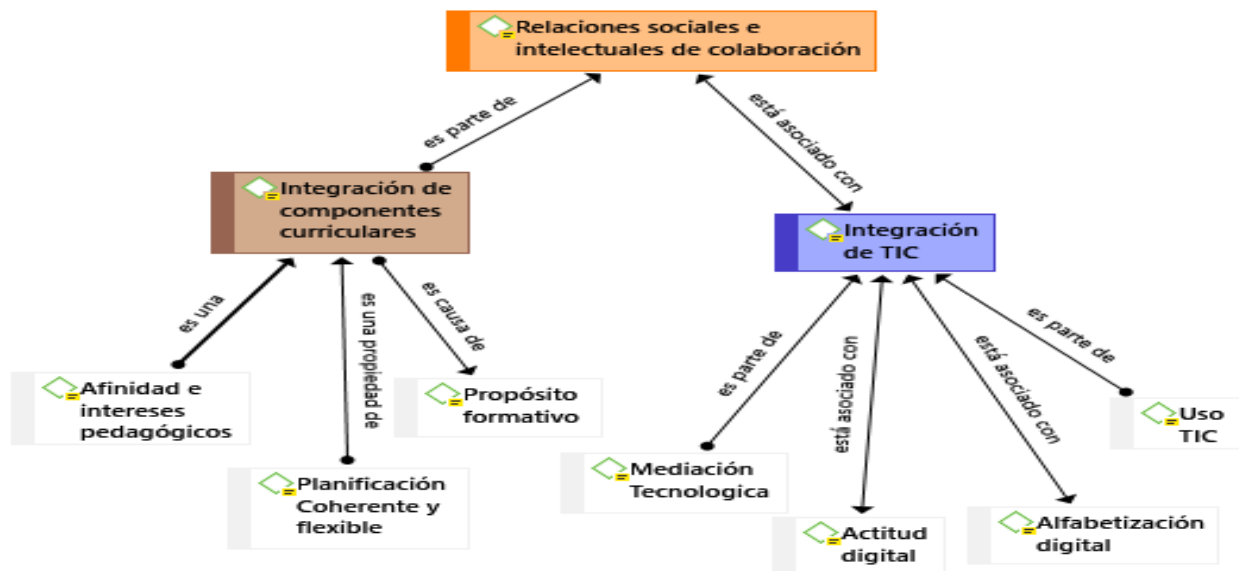 Relaciones sociales e
intelectuales de colaboración
es parte de
está asociado con
Integración de
componentes
curriculares
Integración
de TIC
es una
es una propiedad de
es causa de
es parte de
está asociado con
está asociado con
es parte de
Afinidad e
intereses
pedagógicos
Propósito
formativo
Uso
TIC
Planificación
Coherente y
flexible
Mediación
Tecnologica
Actitud
digital
Alfabetización
digital